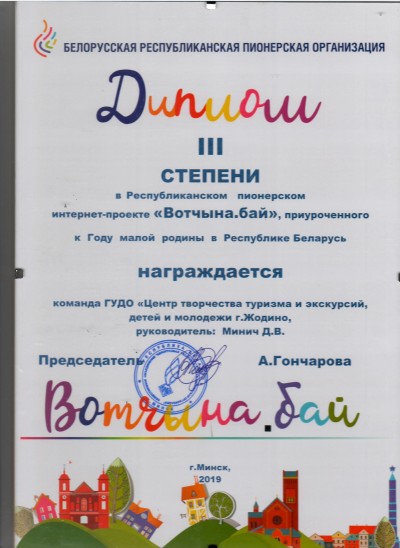 БЕЛОРУССКАЯ РЕСПУБЛИКАНСКАЯ ПИОНЕРСКАЯ ОРГАНИЗАЦИЯ
Диплом
III
СТЕПЕНИ
в Республиканском пионерском
интернет-проекте «Вотчына.бай», приуроченного
к Году малой родины в Республике Беларусь
награждается
команда ГУДО «Центр творчества туризма и экскурсий,
детей и молодежи г.Жодино,
руководитель: Минич Д.В.
Председатель А.Гончарова
Вотчына.бай
г.Минск,
2019